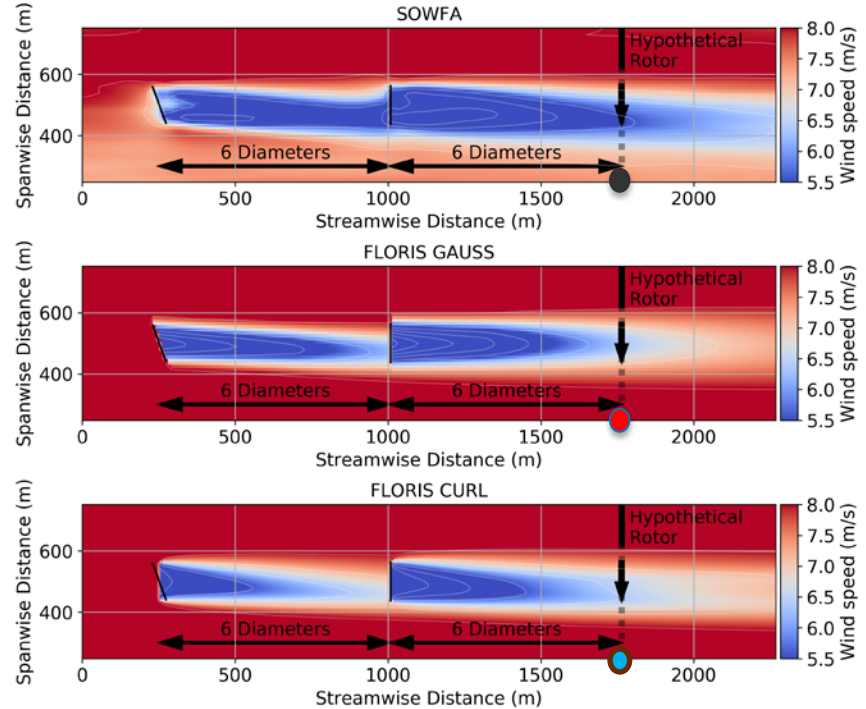 SOWFA
Spanwise Distance (m)
600
400
Hypothetical
Rotor
6 Diameters
6 Diameters
0
500
1000
1500
2000
Streamwise Distance (m)
8.0
7.5
7.0
6.5
6.0
5.5
Wind speed (m/s)
FLORIS GAUSS
Spanwise Distance (m)
600
400
Hypothetical
Rotor
6 Diameters
6 Diameters
0
500
1000
1500
2000
Streamwise Distance (m)
8.0
7.5
7.0
6.5
6.0
5.5
Wind speed (m/s)
FLORIS CURL
Spanwise Distance (m)
600
400
Hypothetical
Rotor
6 Diameters
6 Diameters
0
500
1000
1500
2000
Streamwise Distance (m)
8.0
7.5
7.0
6.5
6.0
5.5
Wind speed (m/s)